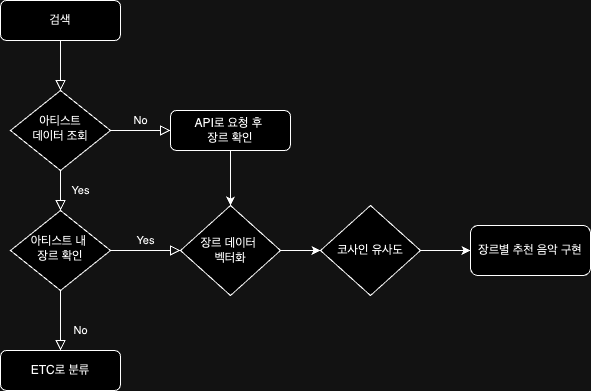 검색
아티스트
데이터 조회
No
API로 요청 후
장르 확인
Yes
아티스트 내
장르 확인
Yes
장르 데이터
벡터화
코사인 유사도
장르별 추천 음악 구현
No
ETC로 분류